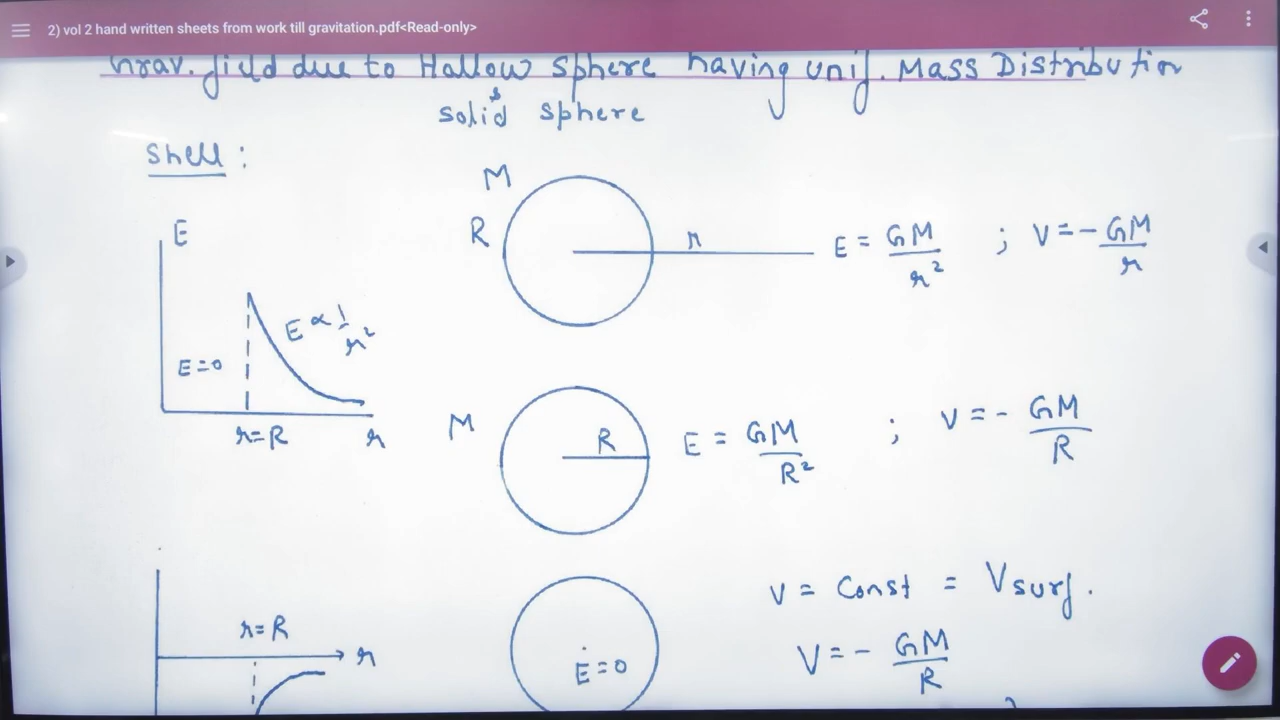 2) vol 2 hand written sheets from work till gravitation.pdf<Read-only>
Grav. field due to Hallow sphere having unif. Mass Distribution
solid sphere
Shell :
M
R
r
E = GM/r² ; V = - GM/r
E
E ∝ 1/r²
E=0
r=R
r
M
R
E = GM/R² ; V = - GM/R
V = Const = Vsurf.
r=R
r
E=0
V = - GM/R